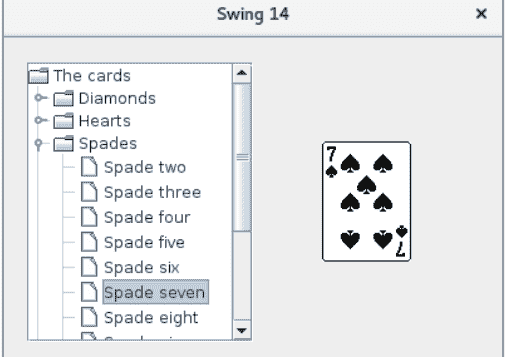 Swing 14
The cards
Diamonds
Hearts
Spades
Spade two
Spade three
Spade four
Spade five
Spade six
Spade seven
Spade eight
7
7